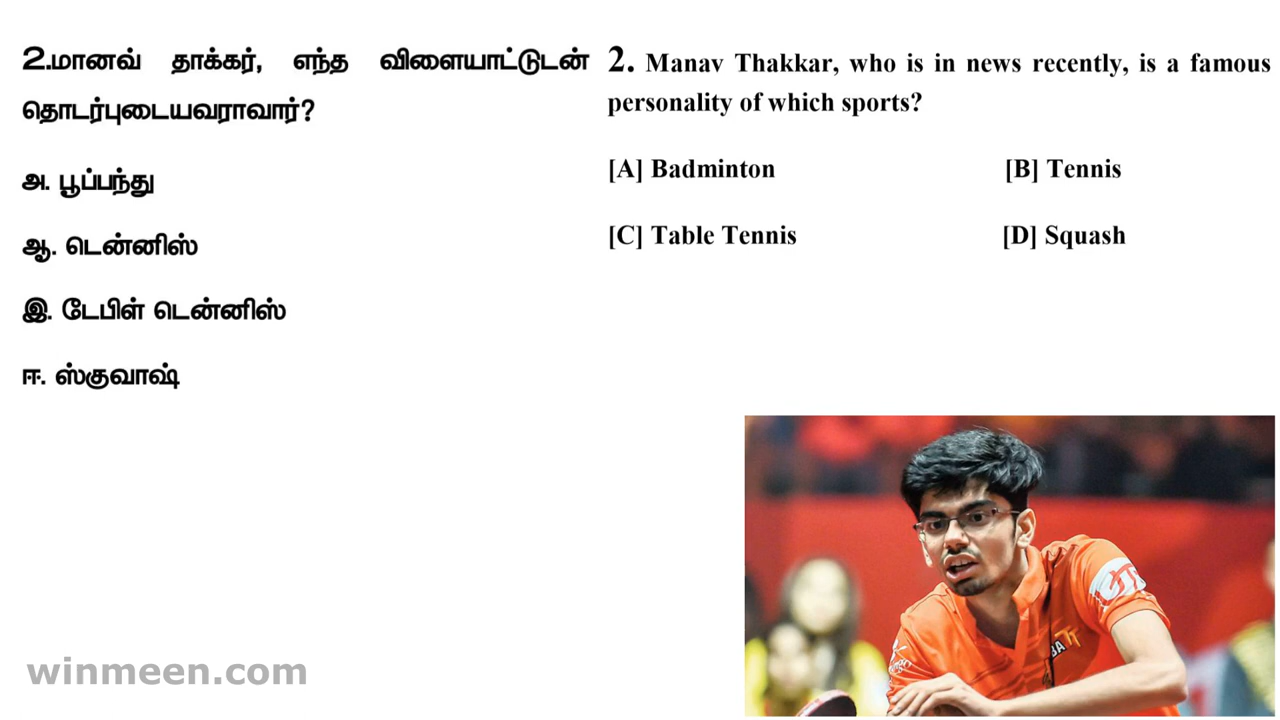 2.மானவ் தாக்கர், எந்த விளையாட்டுடன்
தொடர்புடையவராவார்?
அ. பூப்பந்து
ஆ. டென்னிஸ்
இ. டேபிள் டென்னிஸ்
ஈ. ஸ்குவாஷ்
2. Manav Thakkar, who is in news recently, is a famous
personality of which sports?
[A] Badminton [B] Tennis
[C] Table Tennis [D] Squash
winmeen.com